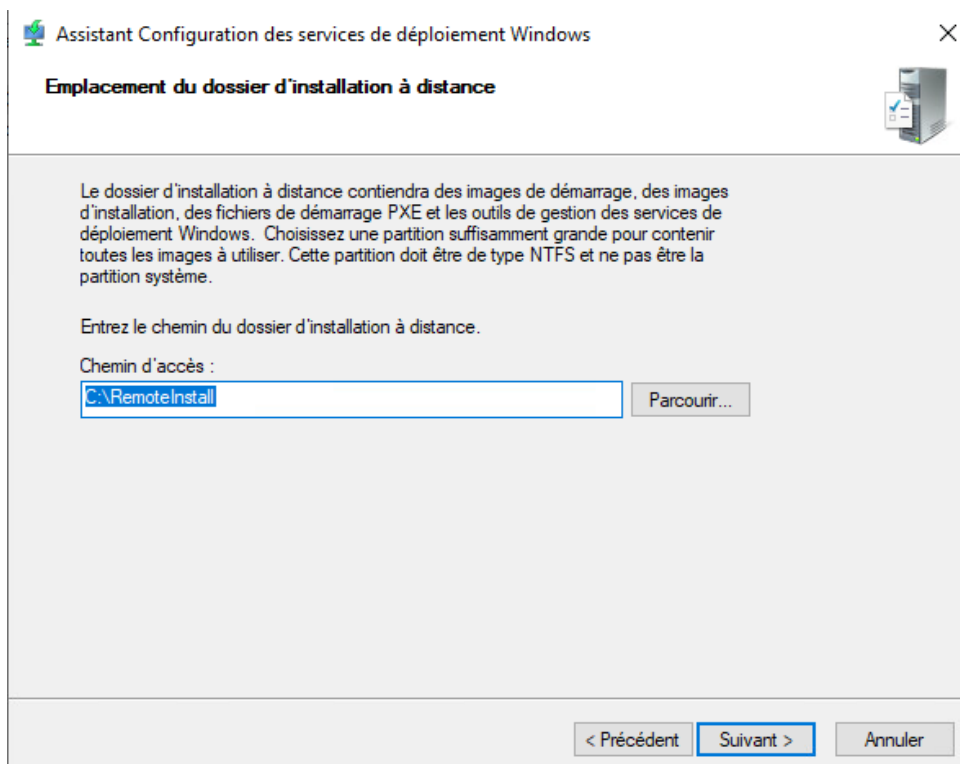 Assistant Configuration des services de déploiement Windows
Emplacement du dossier d'installation à distance
Le dossier d'installation à distance contiendra des images de démarrage, des images
d'installation, des fichiers de démarrage PXE et les outils de gestion des services de
déploiement Windows. Choisissez une partition suffisamment grande pour contenir
toutes les images à utiliser. Cette partition doit être de type NTFS et ne pas être la
partition système.
Entrez le chemin du dossier d'installation à distance.
Chemin d'accès :
C:\RemoteInstall
Parcourir...
< Précédent
Suivant >
Annuler